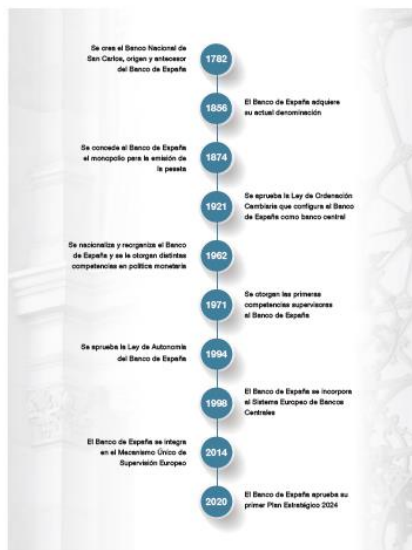 Se crea el Banco Nacional de
San Carlos, origen y antecesor
del Banco de España
1782
1856
El Banco de España adquiere
su actual denominación
Se concede al Banco de España
el monopolio para la emisión de
la peseta
1874
1921
Se aprueba la Ley de Ordenación
Cambiaria que configura al Banco
de España como banco central
Se nacionaliza y reorganiza el Banco
de España y se le otorgan distintas
competencias en política monetaria
1962
1971
Se otorgan las primeras
competencias supervisoras
al Banco de España
Se aprueba la Ley de Autonomía
del Banco de España
1994
1998
El Banco de España se incorpora
al Sistema Europeo de Bancos
Centrales
El Banco de España se integra
en el Mecanismo Único de
Supervisión Europeo
2014
2020
El Banco de España aprueba su
primer Plan Estratégico 2024